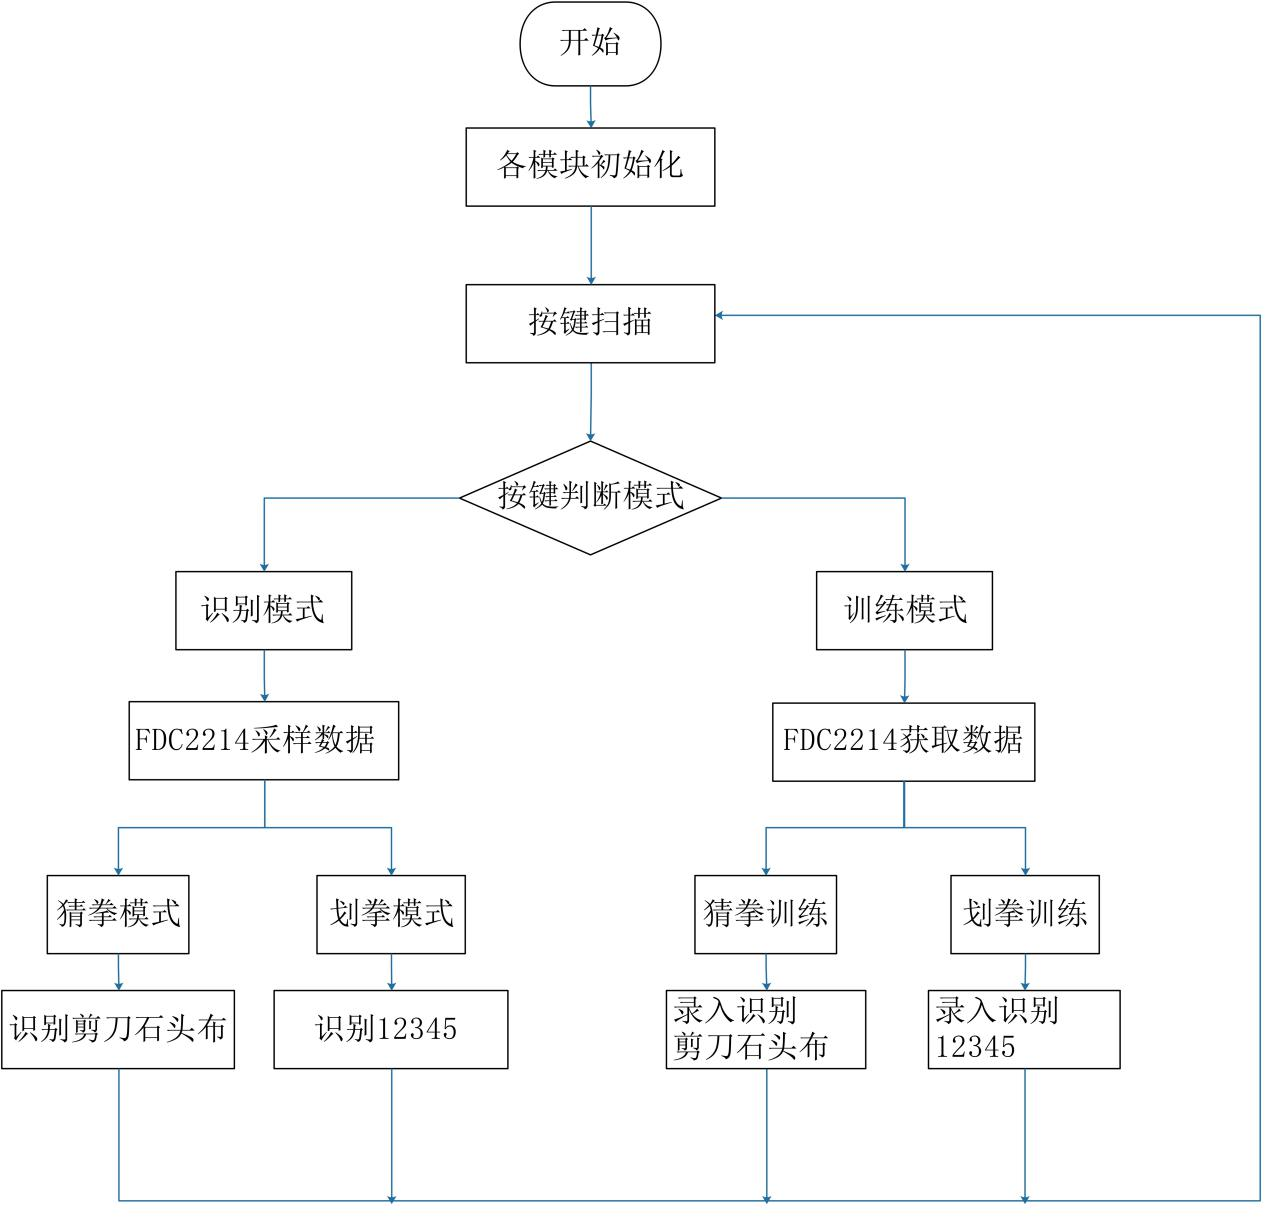 开始
各模块初始化
按键扫描
按键判断模式
识别模式
训练模式
FDC2214采样数据
FDC2214获取数据
猜拳模式
划拳模式
猜拳训练
划拳训练
识别剪刀石头布
识别12345
录入识别
剪刀石头布
录入识别
12345